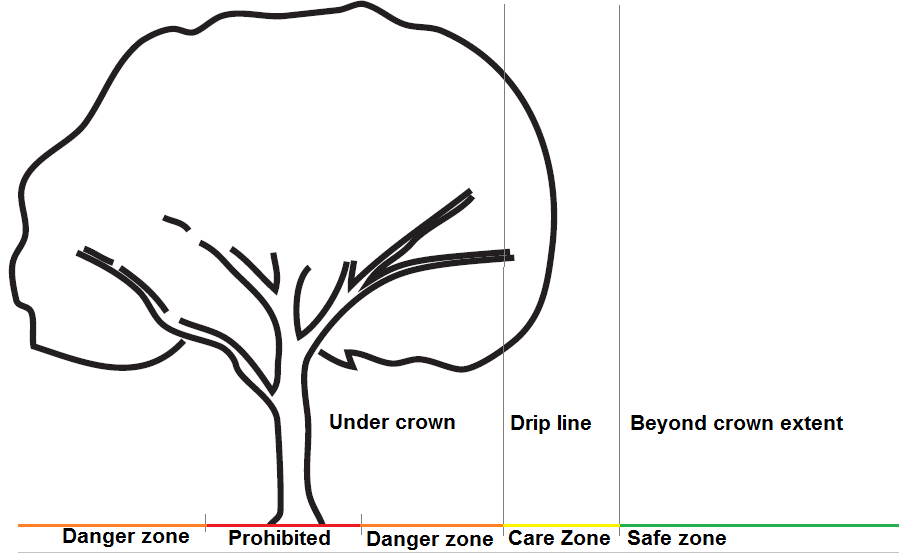 Under crown
Drip line
Beyond crown extent
Danger zone
Prohibited
Danger zone
Care Zone
Safe zone